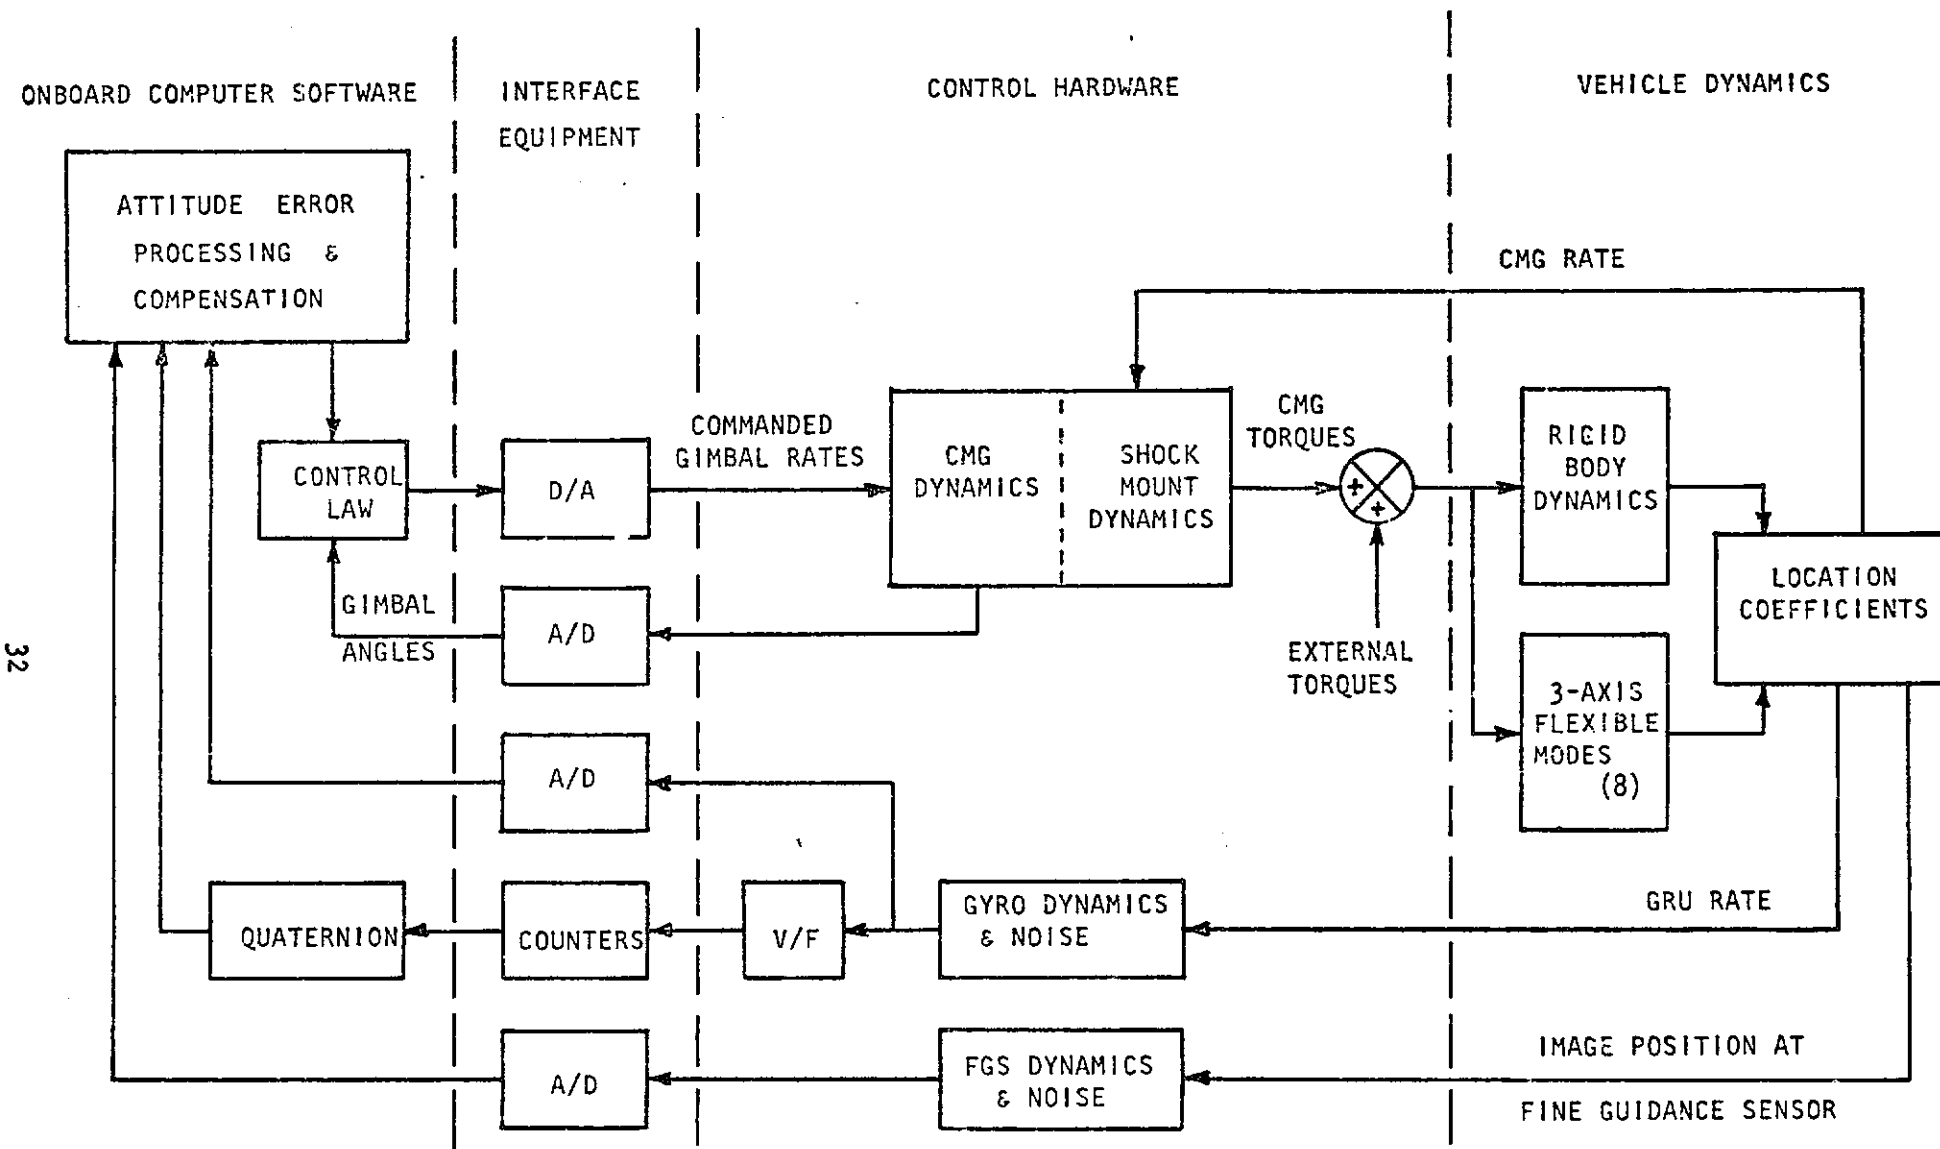 ONBOARD COMPUTER SOFTWARE
INTERFACE
EQUIPMENT
CONTROL HARDWARE
VEHICLE DYNAMICS
ATTITUDE ERROR
PROCESSING &
COMPENSATION
CMG RATE
CONTROL
LAW
D/A
COMMANDED
GIMBAL RATES
CMG
DYNAMICS
SHOCK
MOUNT
DYNAMICS
CMG
TORQUES
+
+
RIGID
BODY
DYNAMICS
LOCATION
COEFFICIENTS
GIMBAL
ANGLES
A/D
EXTERNAL
TORQUES
3-AXIS
FLEXIBLE
MODES
(8)
32
A/D
QUATERNION
COUNTERS
V/F
GYRO DYNAMICS
& NOISE
GRU RATE
A/D
FGS DYNAMICS
& NOISE
IMAGE POSITION AT
FINE GUIDANCE SENSOR